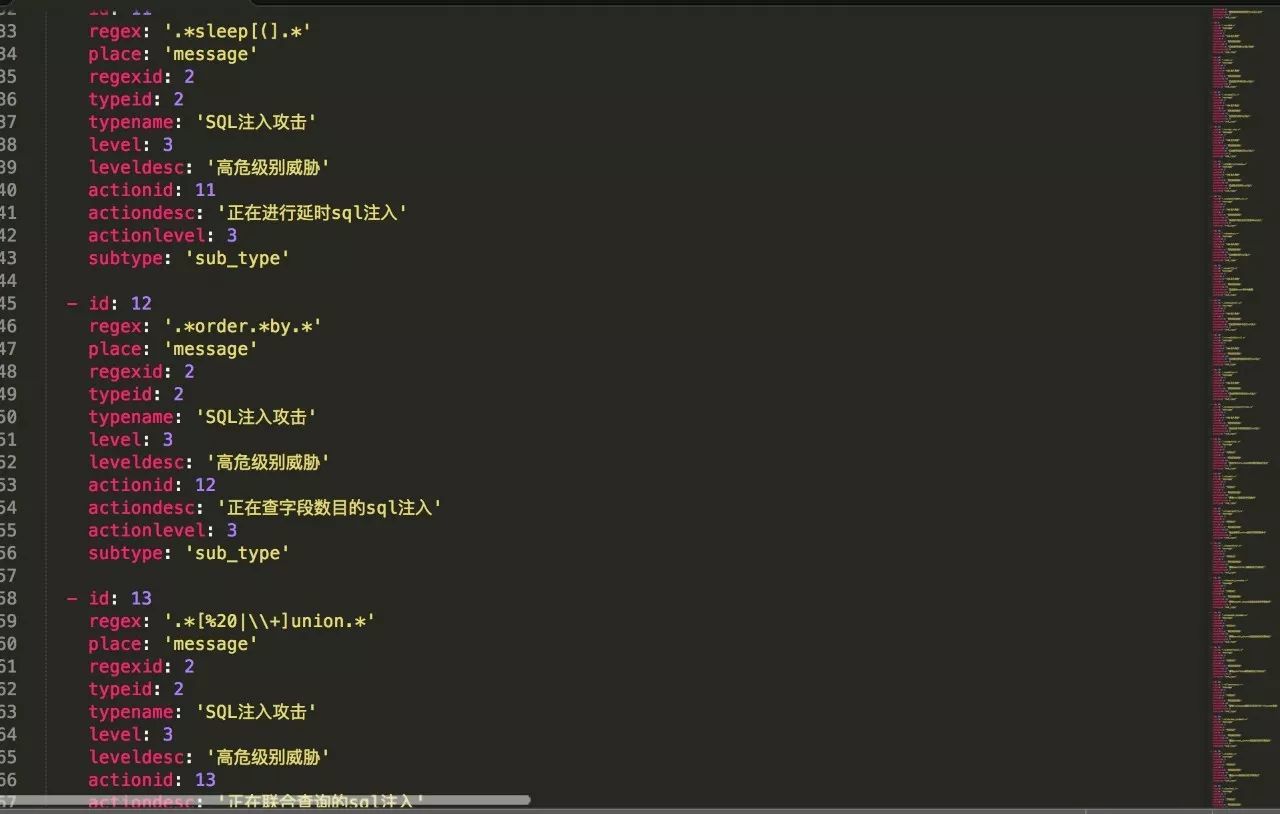 id: 11
33 regex: '.*sleep[(].*'
34 place: 'message'
35 regexid: 2
36 typeid: 2
37 typename: 'SQL注入攻击'
38 level: 3
39 leveldesc: '高危级别威胁'
40 actionid: 11
41 actiondesc: '正在进行延时sql注入'
42 actionlevel: 3
43 subtype: 'sub_type'
44
45 - id: 12
46 regex: '.*order.*by.*'
47 place: 'message'
48 regexid: 2
49 typeid: 2
50 typename: 'SQL注入攻击'
51 level: 3
52 leveldesc: '高危级别威胁'
53 actionid: 12
54 actiondesc: '正在查字段数目的sql注入'
55 actionlevel: 3
56 subtype: 'sub_type'
57
58 - id: 13
59 regex: '.*[%20|\\+]union.*'
60 place: 'message'
61 regexid: 2
62 typeid: 2
63 typename: 'SQL注入攻击'
64 level: 3
65 leveldesc: '高危级别威胁'
66 actionid: 13
67 actiondesc: '正在联合查询的sql注入'